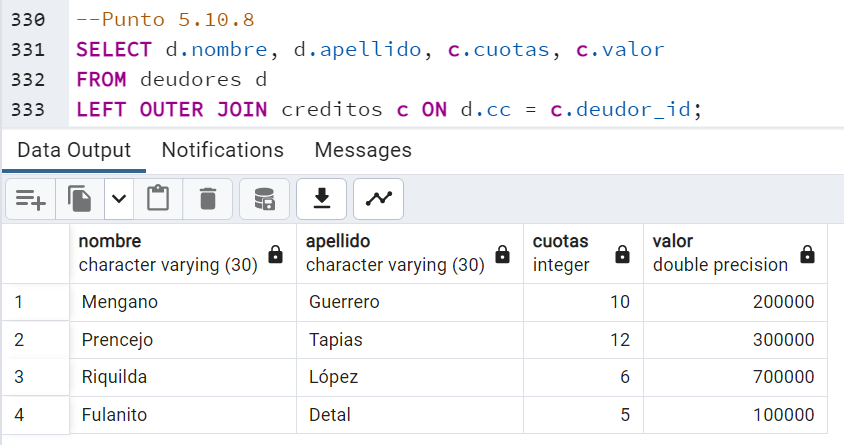 330 --Punto 5.10.8
331 SELECT d.nombre, d.apellido, c.cuotas, c.valor
332 FROM deudores d
333 LEFT OUTER JOIN creditos c ON d.cc = c.deudor_id;
Data Output Notifications Messages
nombre apellido cuotas valor
character varying (30) character varying (30) integer double precision
1 Mengano Guerrero 10 200000
2 Prencejo Tapias 12 300000
3 Riquilda López 6 700000
4 Fulanito Detal 5 100000